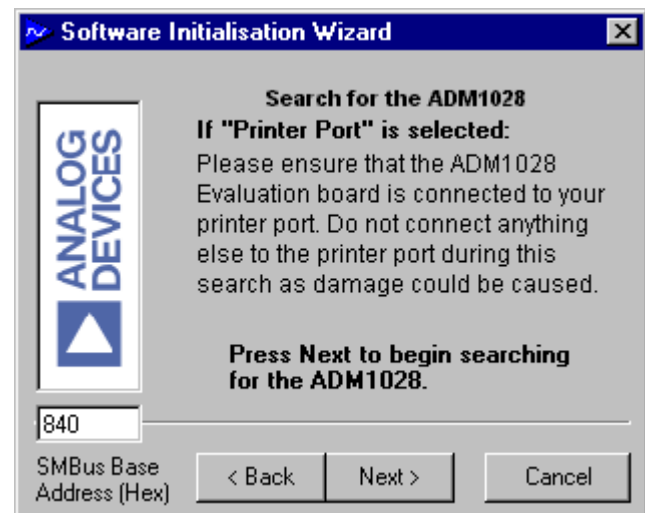 Software Initialisation Wizard
ANALOG
DEVICES
Search for the ADM1028
If "Printer Port" is selected:
Please ensure that the ADM1028
Evaluation board is connected to your
printer port. Do not connect anything
else to the printer port during this
search as damage could be caused.
Press Next to begin searching
for the ADM1028.
840
SMBus Base
Address (Hex)
< Back
Next >
Cancel